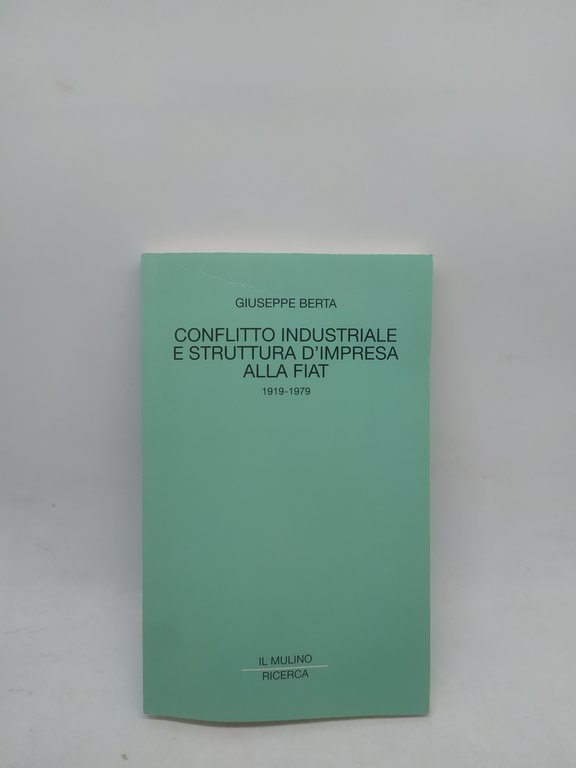 GIUSEPPE BERTA
CONFLITTO INDUSTRIALE
E STRUTTURA D'IMPRESA
ALLA FIAT
1919-1979
IL MULINO
RICERCA